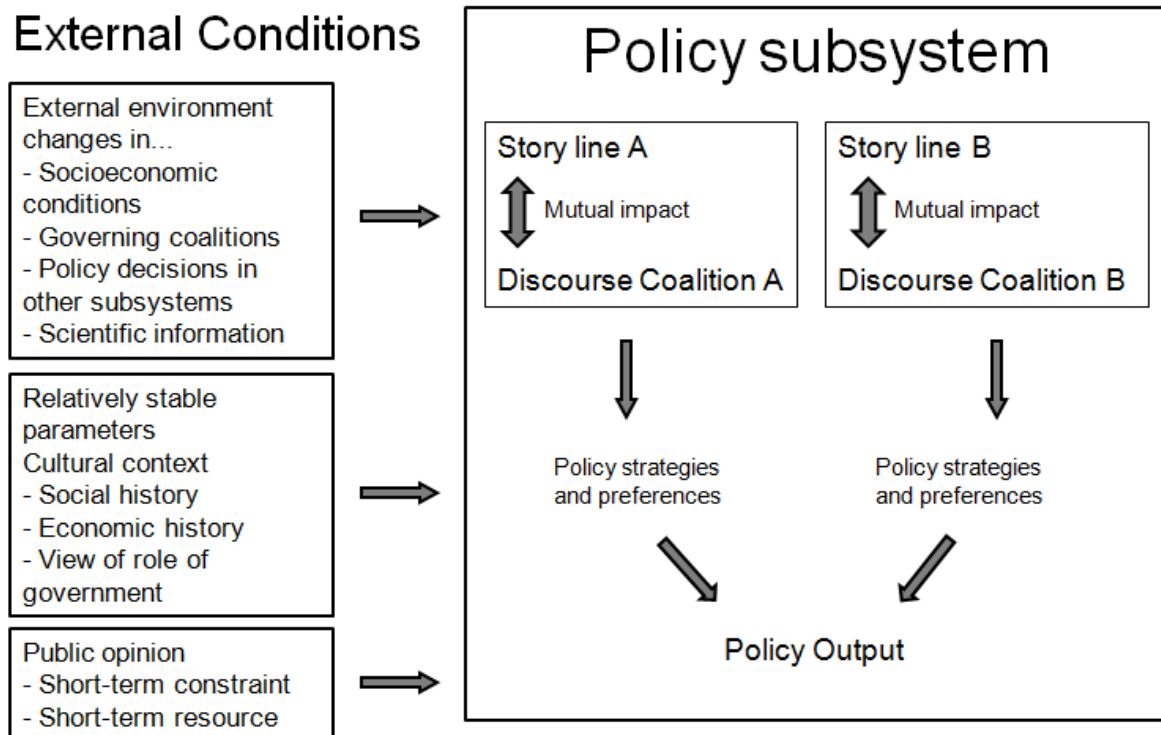 External Conditions
External environment
changes in...
- Socioeconomic
conditions
- Governing coalitions
- Policy decisions in
other subsystems
- Scientific information
Relatively stable
parameters
Cultural context
- Social history
- Economic history
- View of role of
government
Public opinion
- Short-term constraint
- Short-term resource
Policy subsystem
Story line A
Mutual impact
Discourse Coalition A
Story line B
Mutual impact
Discourse Coalition B
Policy strategies
and preferences
Policy strategies
and preferences
Policy Output